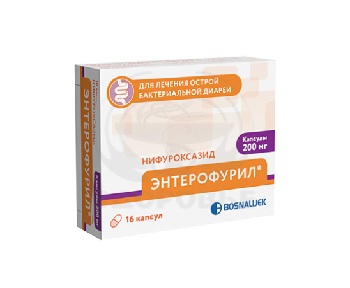 ДЛЯ ЛЕЧЕНИЯ ОСТРОЙ
БАКТЕРИАЛЬНОЙ ДИАРЕИ
Капсулы
200 мг
НИФУРОКСАЗИД
ЭНТЕРОФУРИЛ®
16 капсул
BOSNALIJEK
ЭНТЕРОФУРИЛ®